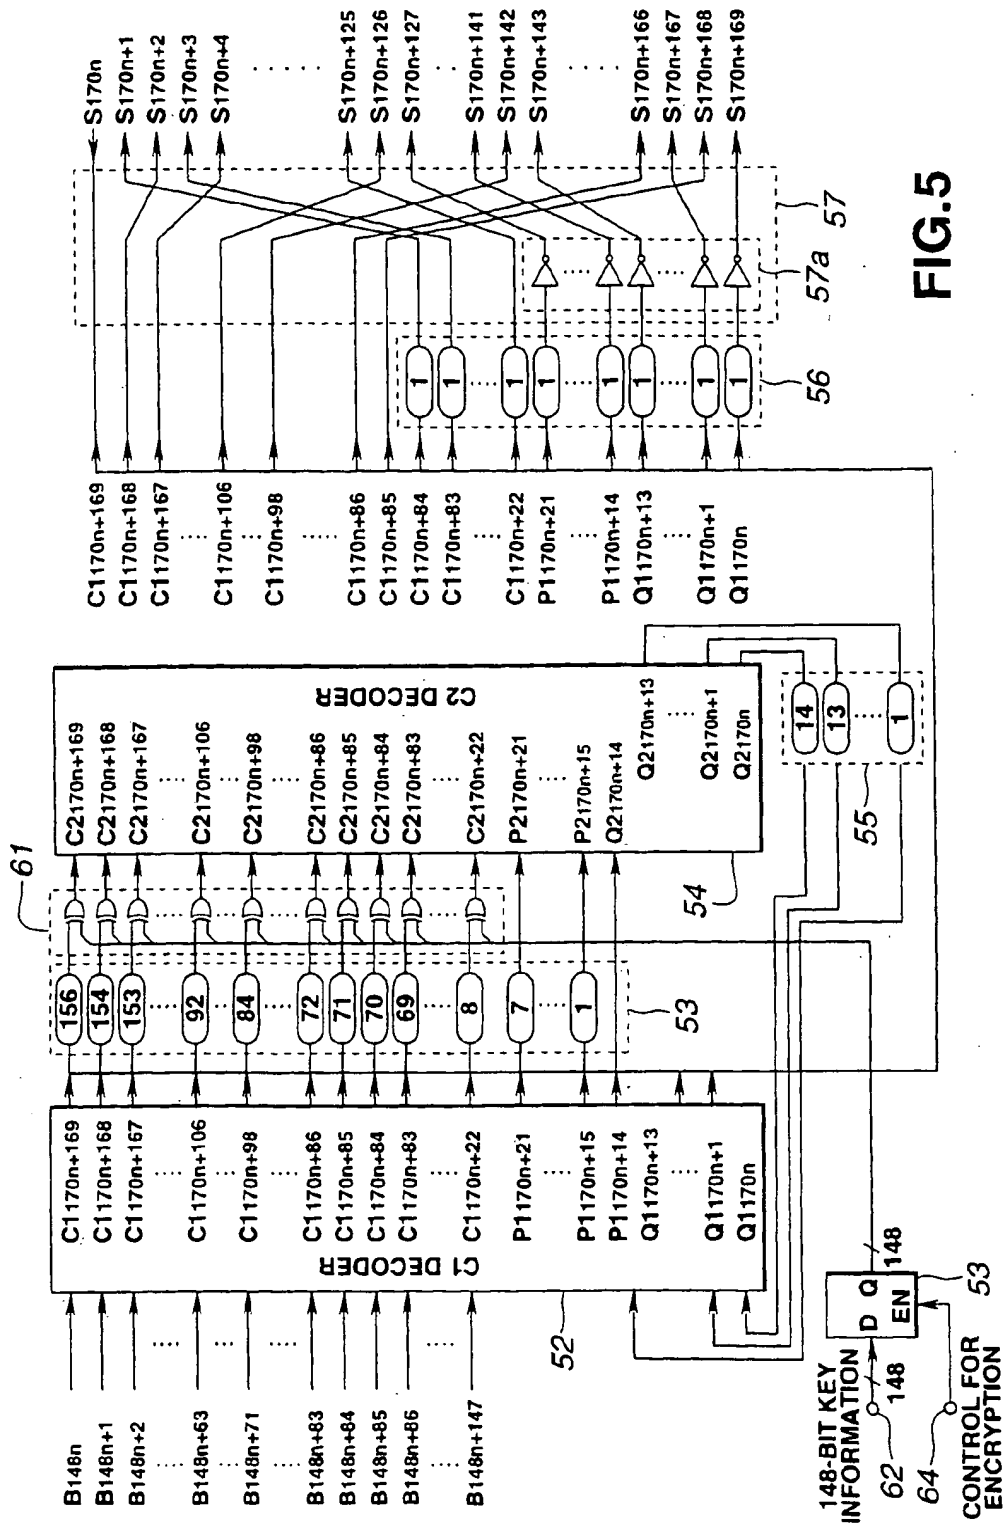 B148n
B148n+1
B148n+2
B148n+63
B148n+71
B148n+83
B148n+84
B148n+85
B148n+86
B148n+147
52
C1 DECODER
C1170n+169
C1170n+168
C1170n+167
C1170n+106
C1170n+98
C1170n+86
C1170n+85
C1170n+84
C1170n+83
C1170n+22
P1170n+21
P1170n+15
P1170n+14
Q1170n+13
Q1170n+1
Q1170n
156
154
153
92
84
72
71
70
69
8
7
1
53
61
C2 DECODER
C2170n+169
C2170n+168
C2170n+167
C2170n+106
C2170n+98
C2170n+86
C2170n+85
C2170n+84
C2170n+83
C2170n+22
P2170n+21
P2170n+15
Q2170n+14
Q2170n+13
Q2170n+1
Q2170n
54
14
13
1
55
148-BIT KEY
INFORMATION
62
148
D Q
EN
148
53
64
CONTROL FOR
ENCRYPTION
C1170n+169
C1170n+168
C1170n+167
C1170n+106
C1170n+98
C1170n+86
C1170n+85
C1170n+84
C1170n+83
C1170n+22
P1170n+21
P1170n+14
Q1170n+13
Q1170n+1
Q1170n
1
1
1
1
1
1
1
1
56
57a
57
S170n
S170n+1
S170n+2
S170n+3
S170n+4
S170n+125
S170n+126
S170n+127
S170n+141
S170n+142
S170n+143
S170n+166
S170n+167
S170n+168
S170n+169
FIG.5